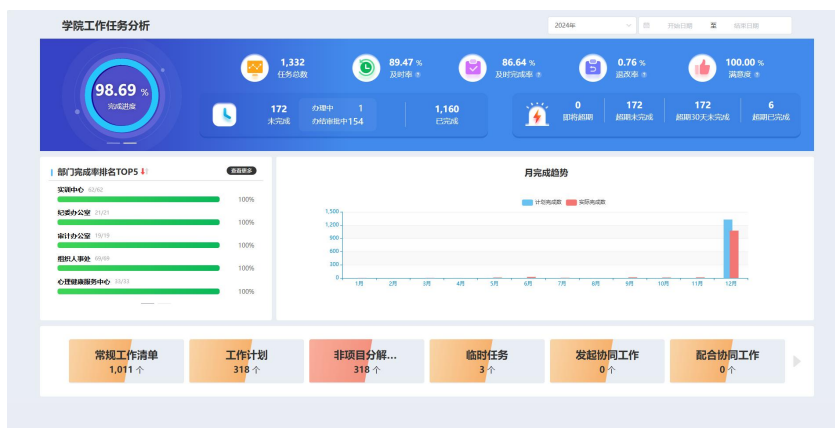 学院工作任务分析
2024年 开始日期 至 结束日期
98.69 %
完成进度
1,332
任务总数
89.47 %
及时率
86.64 %
及时完成率
0.76 %
退改率
100.00 %
满意度
172
未完成
办理中 1
办结审批中 154
1,160
已完成
0
即将超期
172
超期未完成
172
超期30天未完成
6
超期已完成
部门完成率排名TOP5
查看更多
实训中心 62/62
100%
纪委办公室 21/21
100%
审计办公室 19/19
100%
组织人事处 69/69
100%
心理健康服务中心 33/33
100%
月完成趋势
计划完成数 实际完成数
1,500
1,200
900
600
300
0
1月 2月 3月 4月 5月 6月 7月 8月 9月 10月 11月 12月
常规工作清单
1,011 个
工作计划
318 个
非项目分解...
318 个
临时任务
3 个
发起协同工作
0 个
配合协同工作
0 个